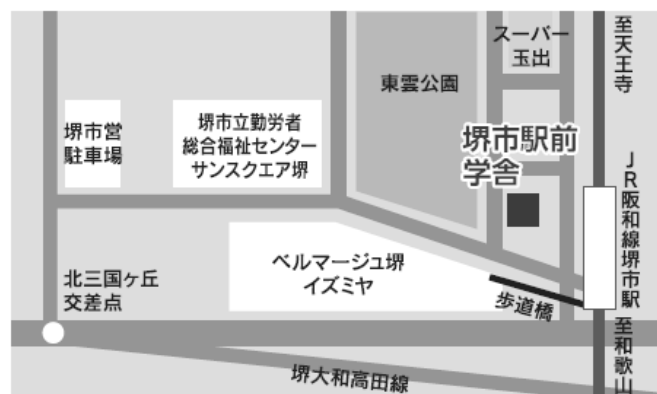 スーパー
玉出
至天王寺
東雲公園
堺市営
駐車場
堺市立勤労者
総合福祉センター
サンスクエア堺
堺市駅前
学舎
JR阪和線堺市駅
ベルマージュ堺
イズミヤ
北三国ヶ丘
交差点
歩道橋
至和歌山
堺大和高田線